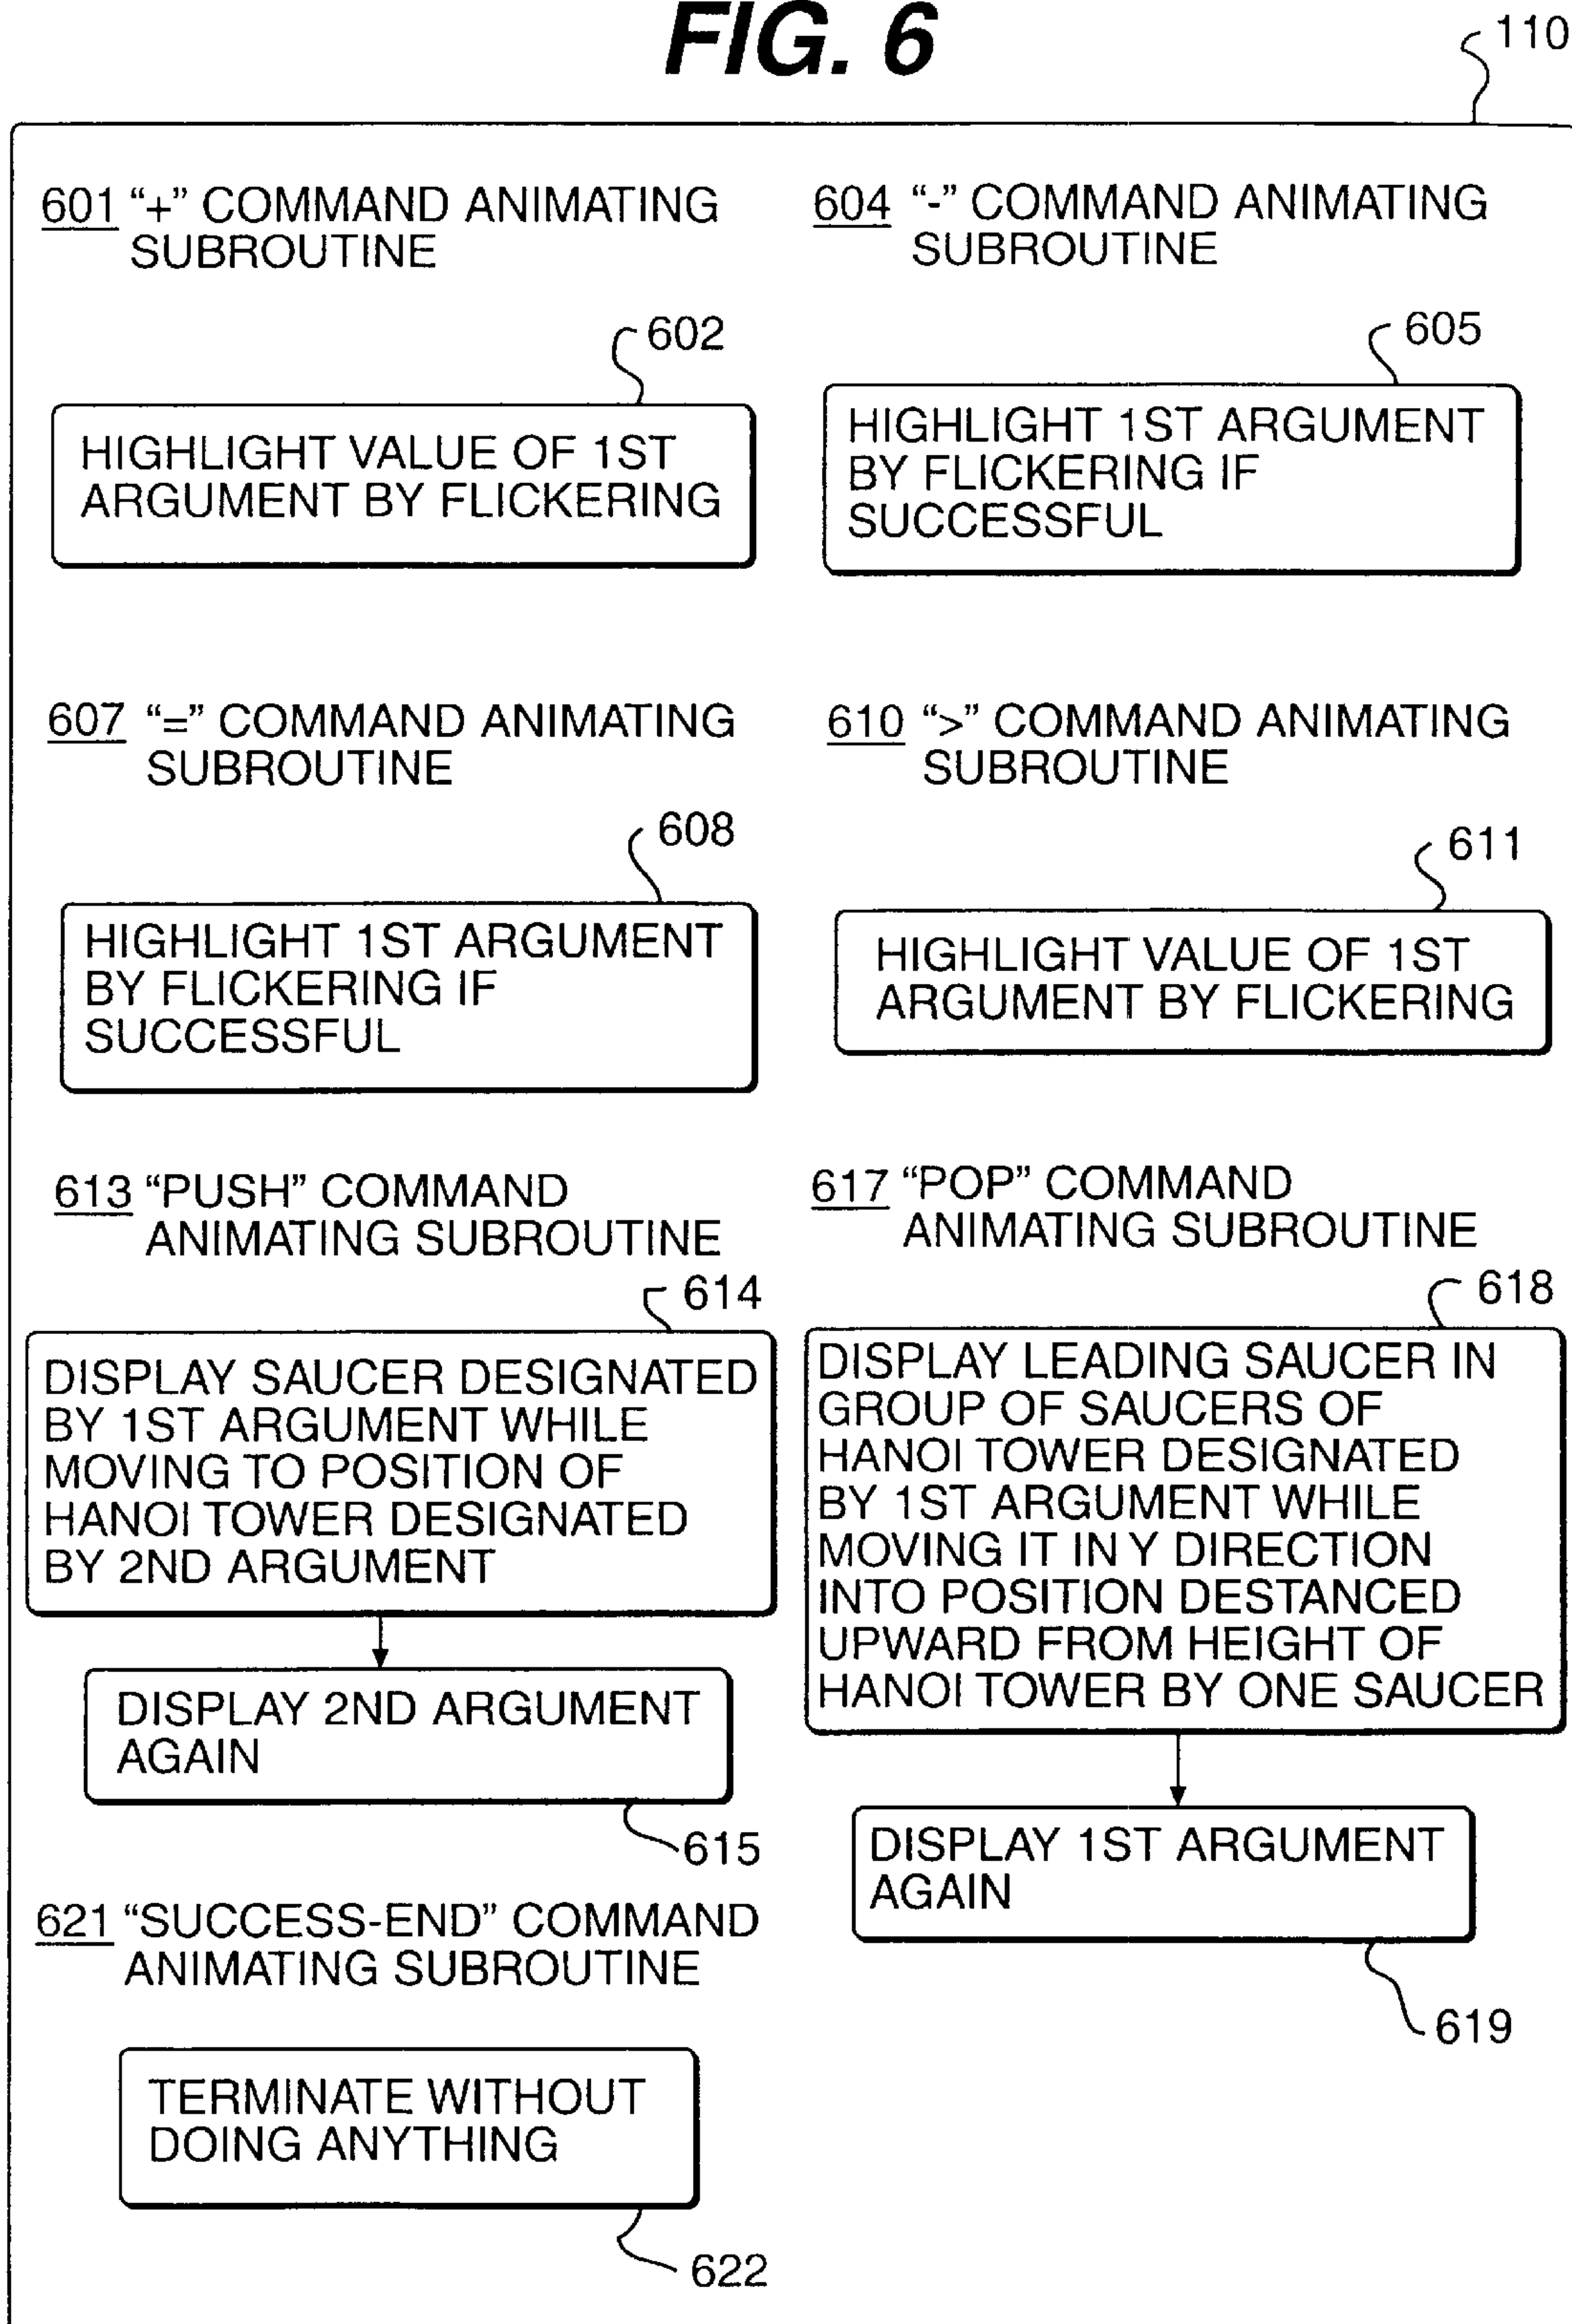 FIG. 6
110
601 “+” COMMAND ANIMATING
SUBROUTINE
602
HIGHLIGHT VALUE OF 1ST
ARGUMENT BY FLICKERING
604 “-” COMMAND ANIMATING
SUBROUTINE
605
HIGHLIGHT 1ST ARGUMENT
BY FLICKERING IF
SUCCESSFUL
607 “=” COMMAND ANIMATING
SUBROUTINE
608
HIGHLIGHT 1ST ARGUMENT
BY FLICKERING IF
SUCCESSFUL
610 “>” COMMAND ANIMATING
SUBROUTINE
611
HIGHLIGHT VALUE OF 1ST
ARGUMENT BY FLICKERING
613 “PUSH” COMMAND
ANIMATING SUBROUTINE
614
DISPLAY SAUCER DESIGNATED
BY 1ST ARGUMENT WHILE
MOVING TO POSITION OF
HANOI TOWER DESIGNATED
BY 2ND ARGUMENT
DISPLAY 2ND ARGUMENT
AGAIN
615
617 “POP” COMMAND
ANIMATING SUBROUTINE
618
DISPLAY LEADING SAUCER IN
GROUP OF SAUCERS OF
HANOI TOWER DESIGNATED
BY 1ST ARGUMENT WHILE
MOVING IT IN Y DIRECTION
INTO POSITION DESTANCED
UPWARD FROM HEIGHT OF
HANOI TOWER BY ONE SAUCER
DISPLAY 1ST ARGUMENT
AGAIN
619
621 “SUCCESS-END” COMMAND
ANIMATING SUBROUTINE
TERMINATE WITHOUT
DOING ANYTHING
622